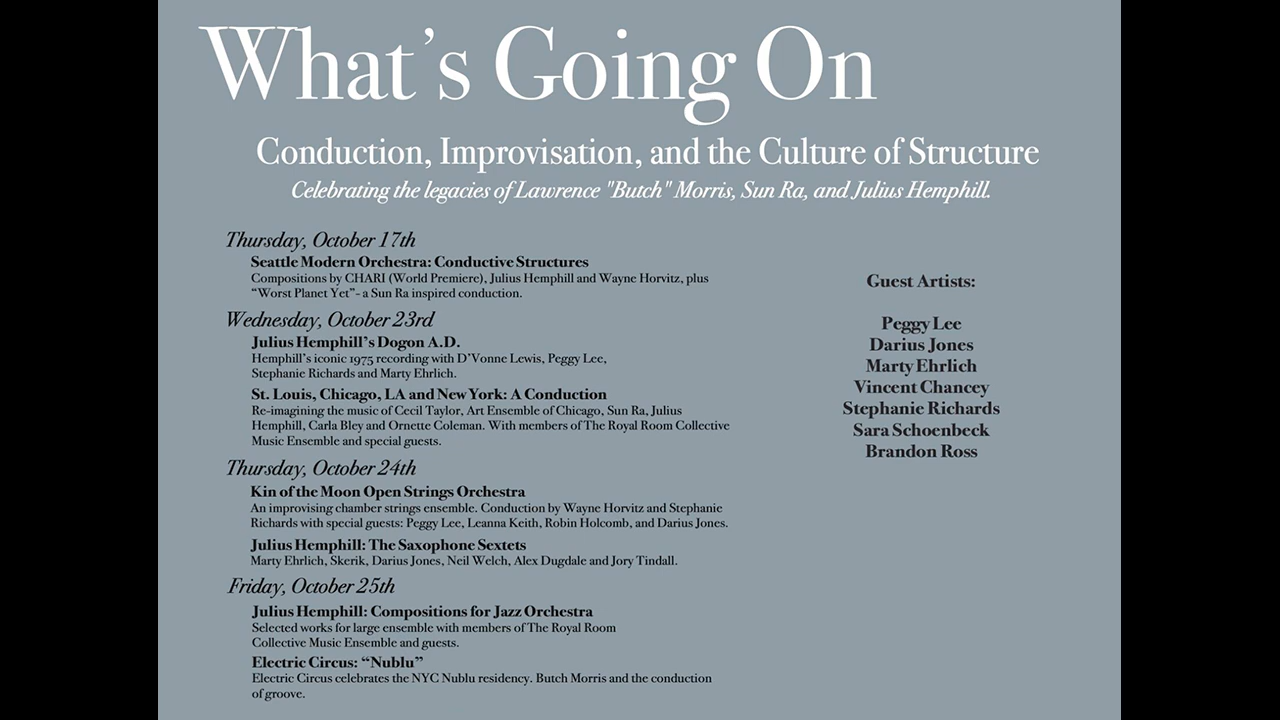 What's Going On
Conduction, Improvisation, and the Culture of Structure
Celebrating the legacies of Lawrence "Butch" Morris, Sun Ra, and Julius Hemphill.
Thursday, October 17th
Seattle Modern Orchestra: Conductive Structures
Compositions by CHARI (World Premiere), Julius Hemphill and Wayne Horvitz, plus
“Worst Planet Yet”- a Sun Ra inspired conduction.
Wednesday, October 23rd
Julius Hemphill’s Dogon A.D.
Hemphill’s iconic 1975 recording with D’Vonne Lewis, Peggy Lee,
Stephanie Richards and Marty Ehrlich.
St. Louis, Chicago, LA and New York: A Conduction
Re-imagining the music of Cecil Taylor, Art Ensemble of Chicago, Sun Ra, Julius
Hemphill, Carla Bley and Ornette Coleman. With members of The Royal Room Collective
Music Ensemble and special guests.
Thursday, October 24th
Kin of the Moon Open Strings Orchestra
An improvising chamber strings ensemble. Conduction by Wayne Horvitz and Stephanie
Richards with special guests: Peggy Lee, Leanna Keith, Robin Holcomb, and Darius Jones.
Julius Hemphill: The Saxophone Sextets
Marty Ehrlich, Skerik, Darius Jones, Neil Welch, Alex Dugdale and Jory Tindall.
Friday, October 25th
Julius Hemphill: Compositions for Jazz Orchestra
Selected works for large ensemble with members of The Royal Room
Collective Music Ensemble and guests.
Electric Circus: “Nublu”
Electric Circus celebrates the NYC Nublu residency. Butch Morris and the conduction
of groove.
Guest Artists:
Peggy Lee
Darius Jones
Marty Ehrlich
Vincent Chancey
Stephanie Richards
Sara Schoenbeck
Brandon Ross